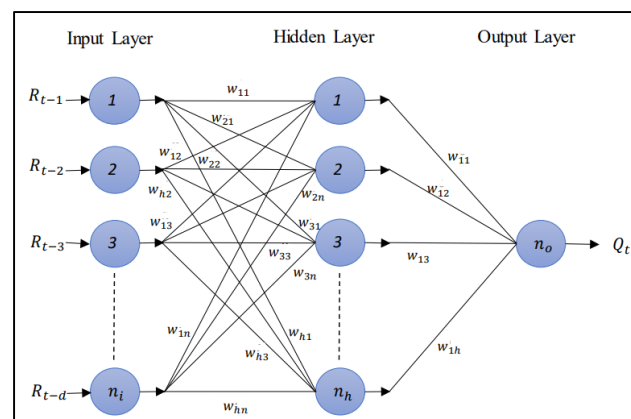 Input Layer Hidden Layer Output Layer
R_{t-1} 1 w_{11} 1
w_{21}
w_{12} w_{22} w_{11}
R_{t-2} 2 2
w_{h2} w_{2n} w_{12}
w_{13} w_{31}
R_{t-3} 3 3 n_o Q_t
w_{33} w_{13}
w_{3n}
w_{1n} w_{h1}
w_{h3} w_{1h}
R_{t-d} n_i n_h
w_{hn}